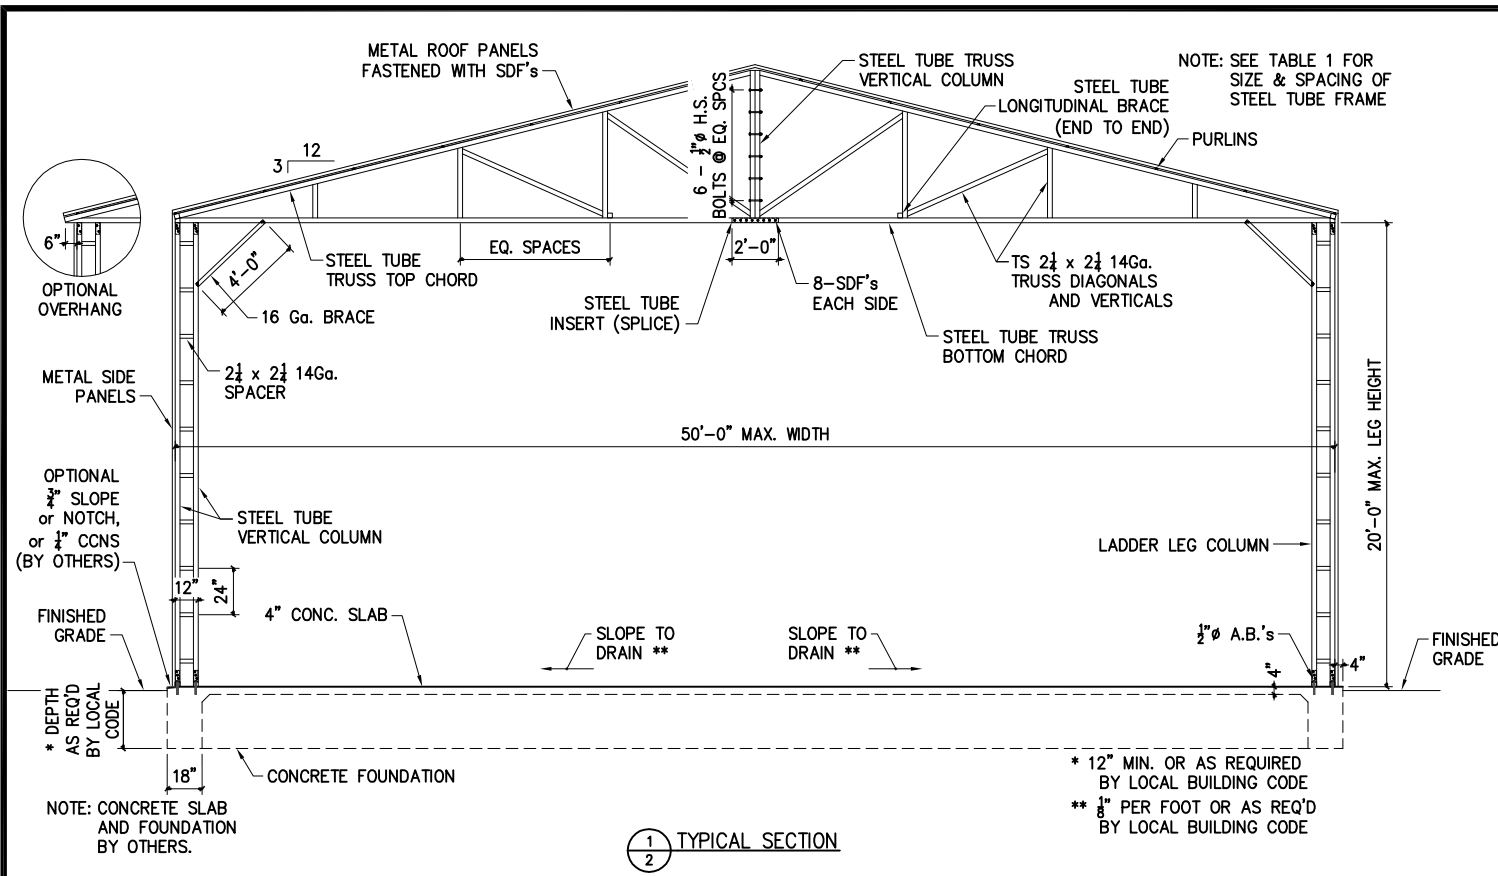 METAL ROOF PANELS
FASTENED WITH SDF's
STEEL TUBE TRUSS
VERTICAL COLUMN
NOTE: SEE TABLE 1 FOR
SIZE & SPACING OF
STEEL TUBE FRAME
STEEL TUBE
LONGITUDINAL BRACE
(END TO END)
PURLINS
6 – 1/2"ø H.S.
BOLTS @ EQ. SPCS
12
3
6"
OPTIONAL
OVERHANG
4'-0"
STEEL TUBE
TRUSS TOP CHORD
EQ. SPACES
2'-0"
TS 2 1/4 x 2 1/4 14Ga.
TRUSS DIAGONALS
AND VERTICALS
8-SDF's
EACH SIDE
STEEL TUBE
INSERT (SPLICE)
16 Ga. BRACE
STEEL TUBE TRUSS
BOTTOM CHORD
2 1/4 x 2 1/4 14Ga.
SPACER
METAL SIDE
PANELS
50'-0" MAX. WIDTH
20'-0" MAX. LEG HEIGHT
OPTIONAL
3/4" SLOPE
or NOTCH,
or 1/4" CCNS
(BY OTHERS)
STEEL TUBE
VERTICAL COLUMN
LADDER LEG COLUMN
12"
24"
4" CONC. SLAB
FINISHED
GRADE
SLOPE TO
DRAIN **
SLOPE TO
DRAIN **
1/2"ø A.B.'s
4"
4"
FINISHED
GRADE
* DEPTH
AS REQ'D
BY LOCAL
CODE
18"
CONCRETE FOUNDATION
* 12" MIN. OR AS REQUIRED
BY LOCAL BUILDING CODE
** 1/8" PER FOOT OR AS REQ'D
BY LOCAL BUILDING CODE
NOTE: CONCRETE SLAB
AND FOUNDATION
BY OTHERS.
1
2
TYPICAL SECTION